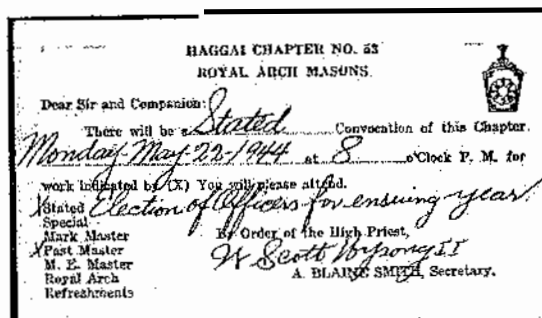 HAGGAI CHAPTER NO. 53
ROYAL ARCH MASONS
Dear Sir and Companion:
There will be a Stated Convocation of this Chapter.
Monday-May-22-1944 at 8 o'Clock P. M. for
work indicated by (X) You will please attend.
X Stated Election of Officers for ensuing year.
Special
Mark Master By Order of the High Priest,
X Past Master W Scott Wysong II
M. E. Master A. BLAINE SMITH, Secretary.
Royal Arch
Refreshments